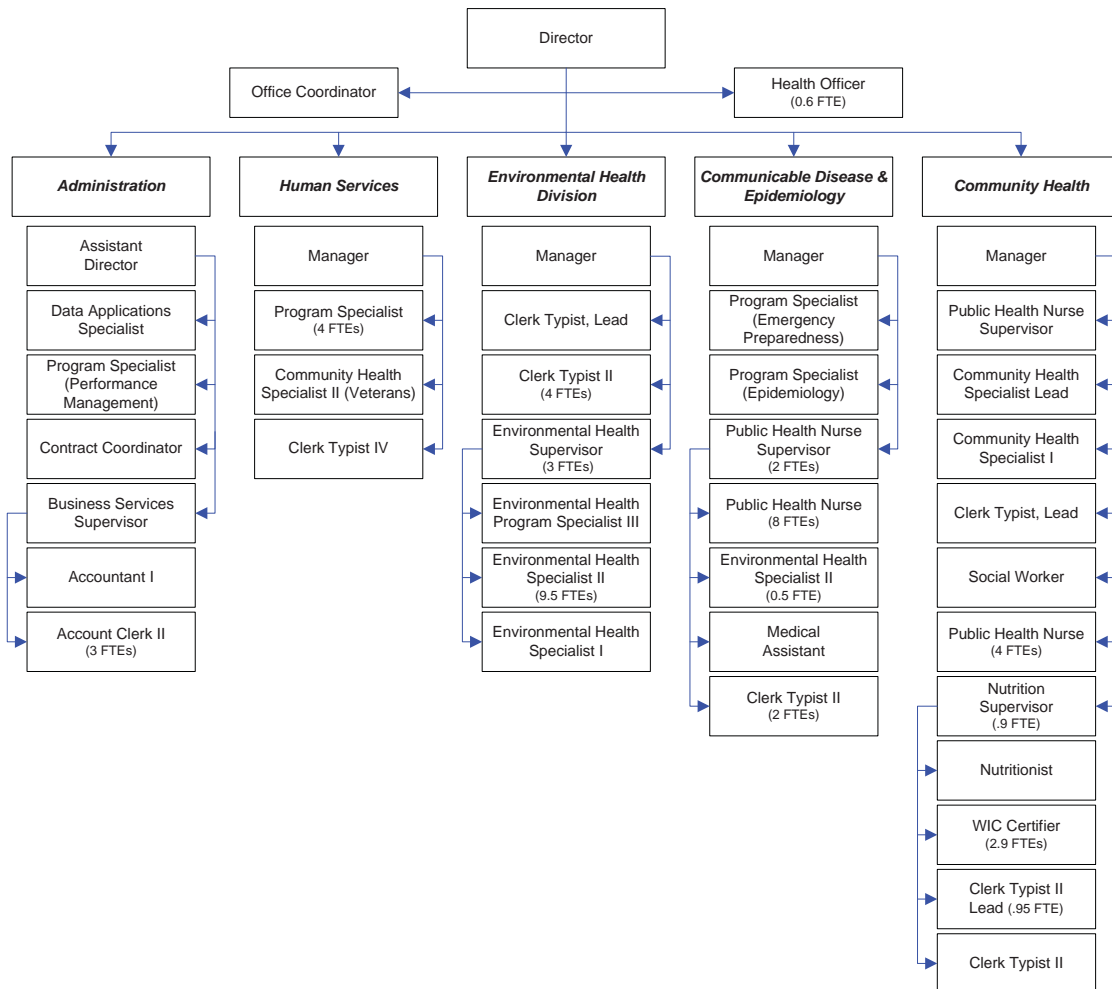 Director
Office Coordinator
Health Officer
(0.6 FTE)
Administration
Human Services
Environmental Health
Division
Communicable Disease &
Epidemiology
Community Health
Assistant
Director
Data Applications
Specialist
Program Specialist
(Performance
Management)
Contract Coordinator
Business Services
Supervisor
Accountant I
Account Clerk II
(3 FTEs)
Manager
Program Specialist
(4 FTEs)
Community Health
Specialist II (Veterans)
Clerk Typist IV
Manager
Clerk Typist, Lead
Clerk Typist II
(4 FTEs)
Environmental Health
Supervisor
(3 FTEs)
Environmental Health
Program Specialist III
Environmental Health
Specialist II
(9.5 FTEs)
Environmental Health
Specialist I
Manager
Program Specialist
(Emergency
Preparedness)
Program Specialist
(Epidemiology)
Public Health Nurse
Supervisor
(2 FTEs)
Public Health Nurse
(8 FTEs)
Environmental Health
Specialist II
(0.5 FTE)
Medical
Assistant
Clerk Typist II
(2 FTEs)
Manager
Public Health Nurse
Supervisor
Community Health
Specialist Lead
Community Health
Specialist I
Clerk Typist, Lead
Social Worker
Public Health Nurse
(4 FTEs)
Nutrition
Supervisor
(.9 FTE)
Nutritionist
WIC Certifier
(2.9 FTEs)
Clerk Typist II
Lead (.95 FTE)
Clerk Typist II